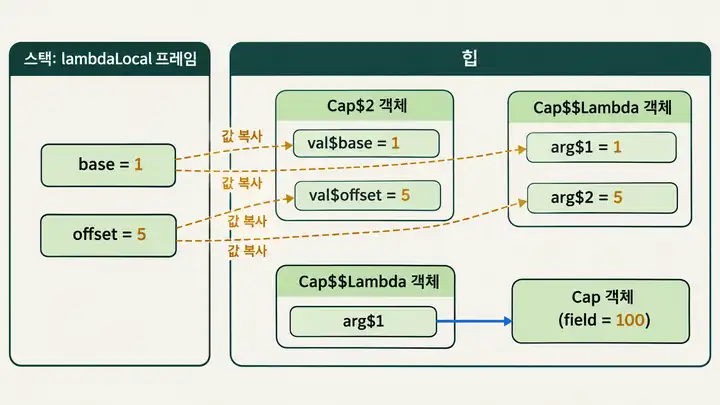 스택: lambdaLocal 프레임
base = 1
offset = 5
값 복사
값 복사
값 복사
값 복사
힙
Cap$2 객체
val$base = 1
val$offset = 5
Cap$$Lambda 객체
arg$1 = 1
arg$2 = 5
Cap$$Lambda 객체
arg$1
Cap 객체
(field = 100)